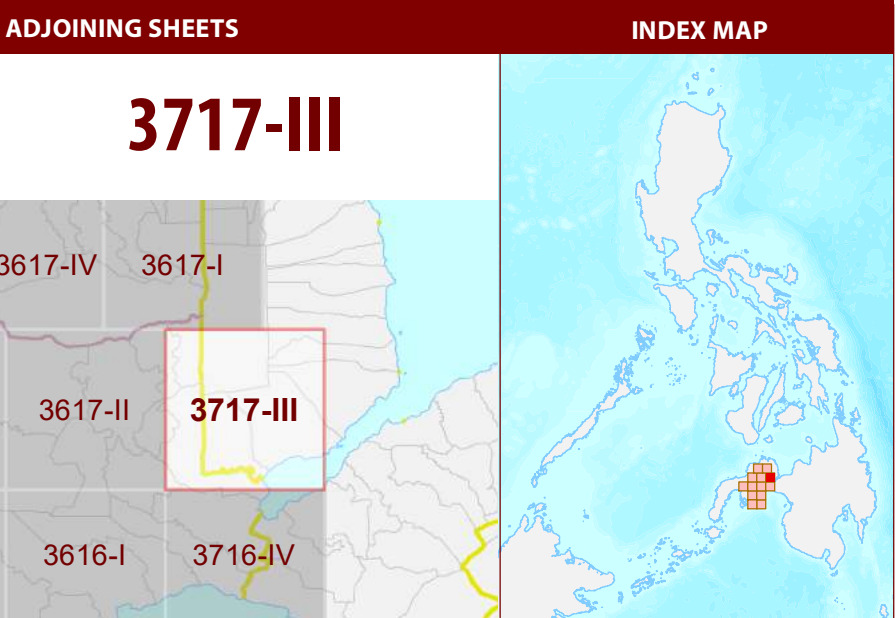 ADJOINING SHEETS
INDEX MAP
3717-III
3617-IV
3617-I
3617-II
3717-III
3616-I
3716-IV